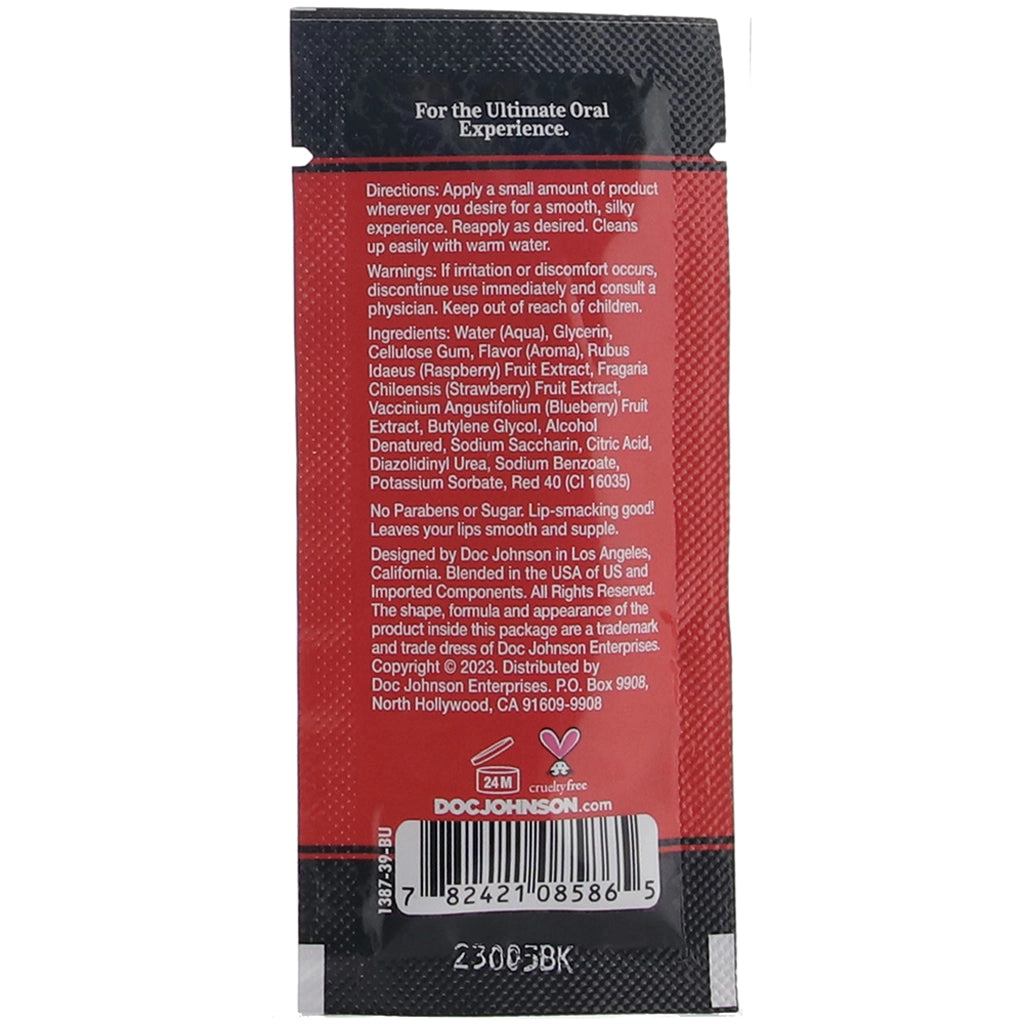 For the Ultimate Oral
Experience.
Directions: Apply a small amount of product
wherever you desire for a smooth, silky
experience. Reapply as desired. Cleans
up easily with warm water.
Warnings: If irritation or discomfort occurs,
discontinue use immediately and consult a
physician. Keep out of reach of children.
Ingredients: Water (Aqua), Glycerin,
Cellulose Gum, Flavor (Aroma), Rubus
Idaeus (Raspberry) Fruit Extract, Fragaria
Chiloensis (Strawberry) Fruit Extract,
Vaccinium Angustifolium (Blueberry) Fruit
Extract, Butylene Glycol, Alcohol
Denatured, Sodium Saccharin, Citric Acid,
Diazolidinyl Urea, Sodium Benzoate,
Potassium Sorbate, Red 40 (CI 16035)
No Parabens or Sugar. Lip-smacking good!
Leaves your lips smooth and supple.
Designed by Doc Johnson in Los Angeles,
California. Blended in the USA of US and
Imported Components. All Rights Reserved.
The shape, formula and appearance of the
product inside this package are a trademark
and trade dress of Doc Johnson Enterprises.
Copyright © 2023. Distributed by
Doc Johnson Enterprises. P.O. Box 9908,
North Hollywood, CA 91609-9908
24M
crueltyfree
DOCJOHNSON.com
1387-39-BU
7 82421 08586 5
23005BK